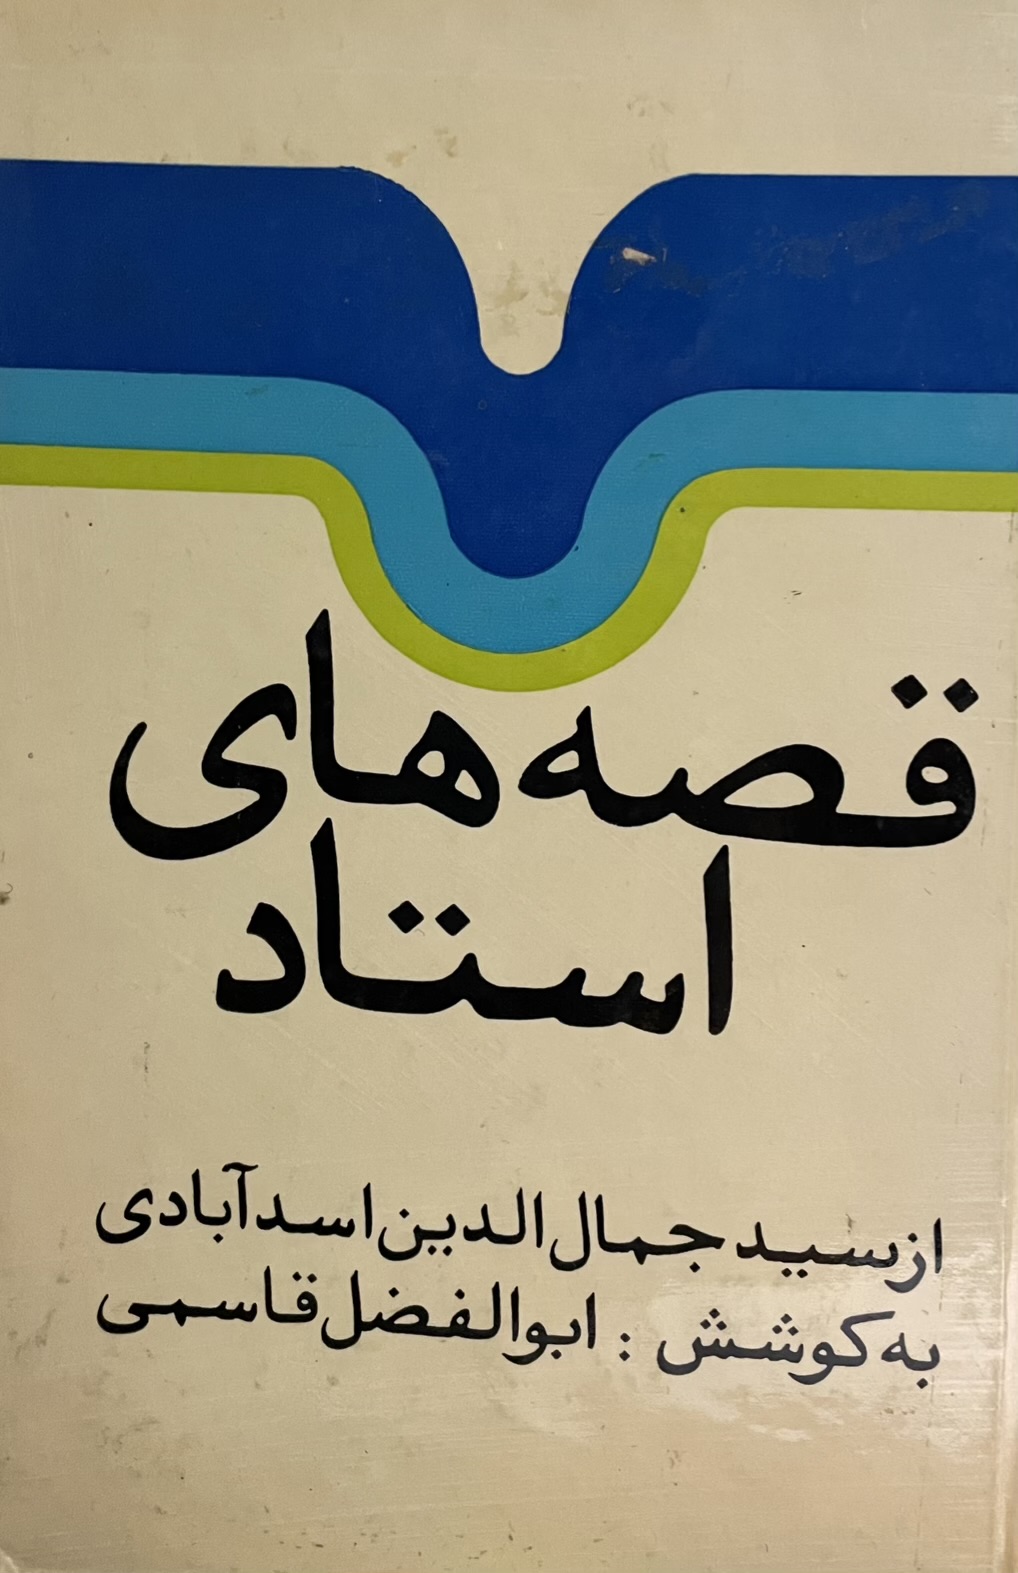 قصه‌های
استاد
از سید جمال الدین اسدآبادی
به کوشش : ابوالفضل قاسمی